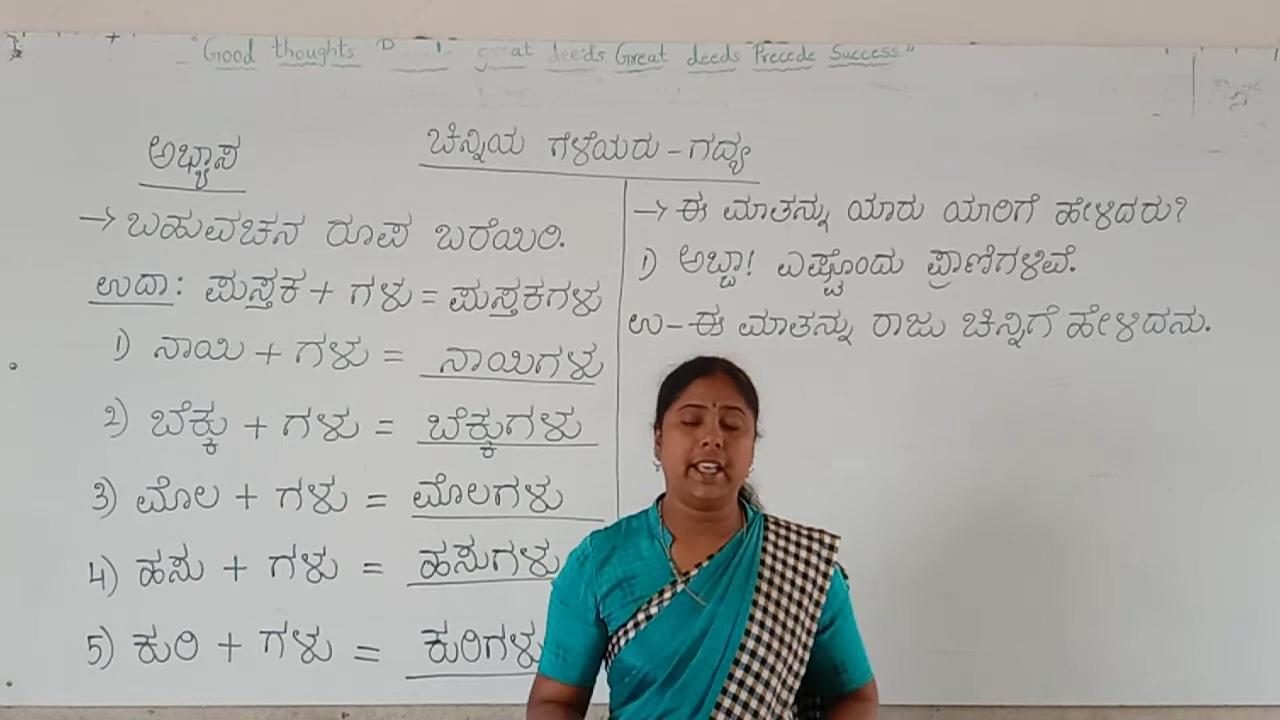 "Good thoughts great deeds Great deeds Precede Success."
ಚಿನ್ನಿಯ ಗೆಳೆಯರು - ಗದ್ಯ
ಅಭ್ಯಾಸ
→ ಬಹುವಚನ ರೂಪ ಬರೆಯಿರಿ.
ಉದಾ: ಪುಸ್ತಕ + ಗಳು = ಪುಸ್ತಕಗಳು
1) ನಾಯಿ + ಗಳು = ನಾಯಿಗಳು
2) ಬೆಕ್ಕು + ಗಳು = ಬೆಕ್ಕುಗಳು
3) ಮೊಲ + ಗಳು = ಮೊಲಗಳು
4) ಹಸು + ಗಳು = ಹಸುಗಳು
5) ಕುರಿ + ಗಳು = ಕುರಿಗಳು
→ ಈ ಮಾತನ್ನು ಯಾರು ಯಾರಿಗೆ ಹೇಳಿದರು?
1) ಅಬ್ಬಾ! ಎಷ್ಟೊಂದು ಪ್ರಾಣಿಗಳಿವೆ.
ಉ - ಈ ಮಾತನ್ನು ರಾಜು ಚಿನ್ನಿಗೆ ಹೇಳಿದನು.